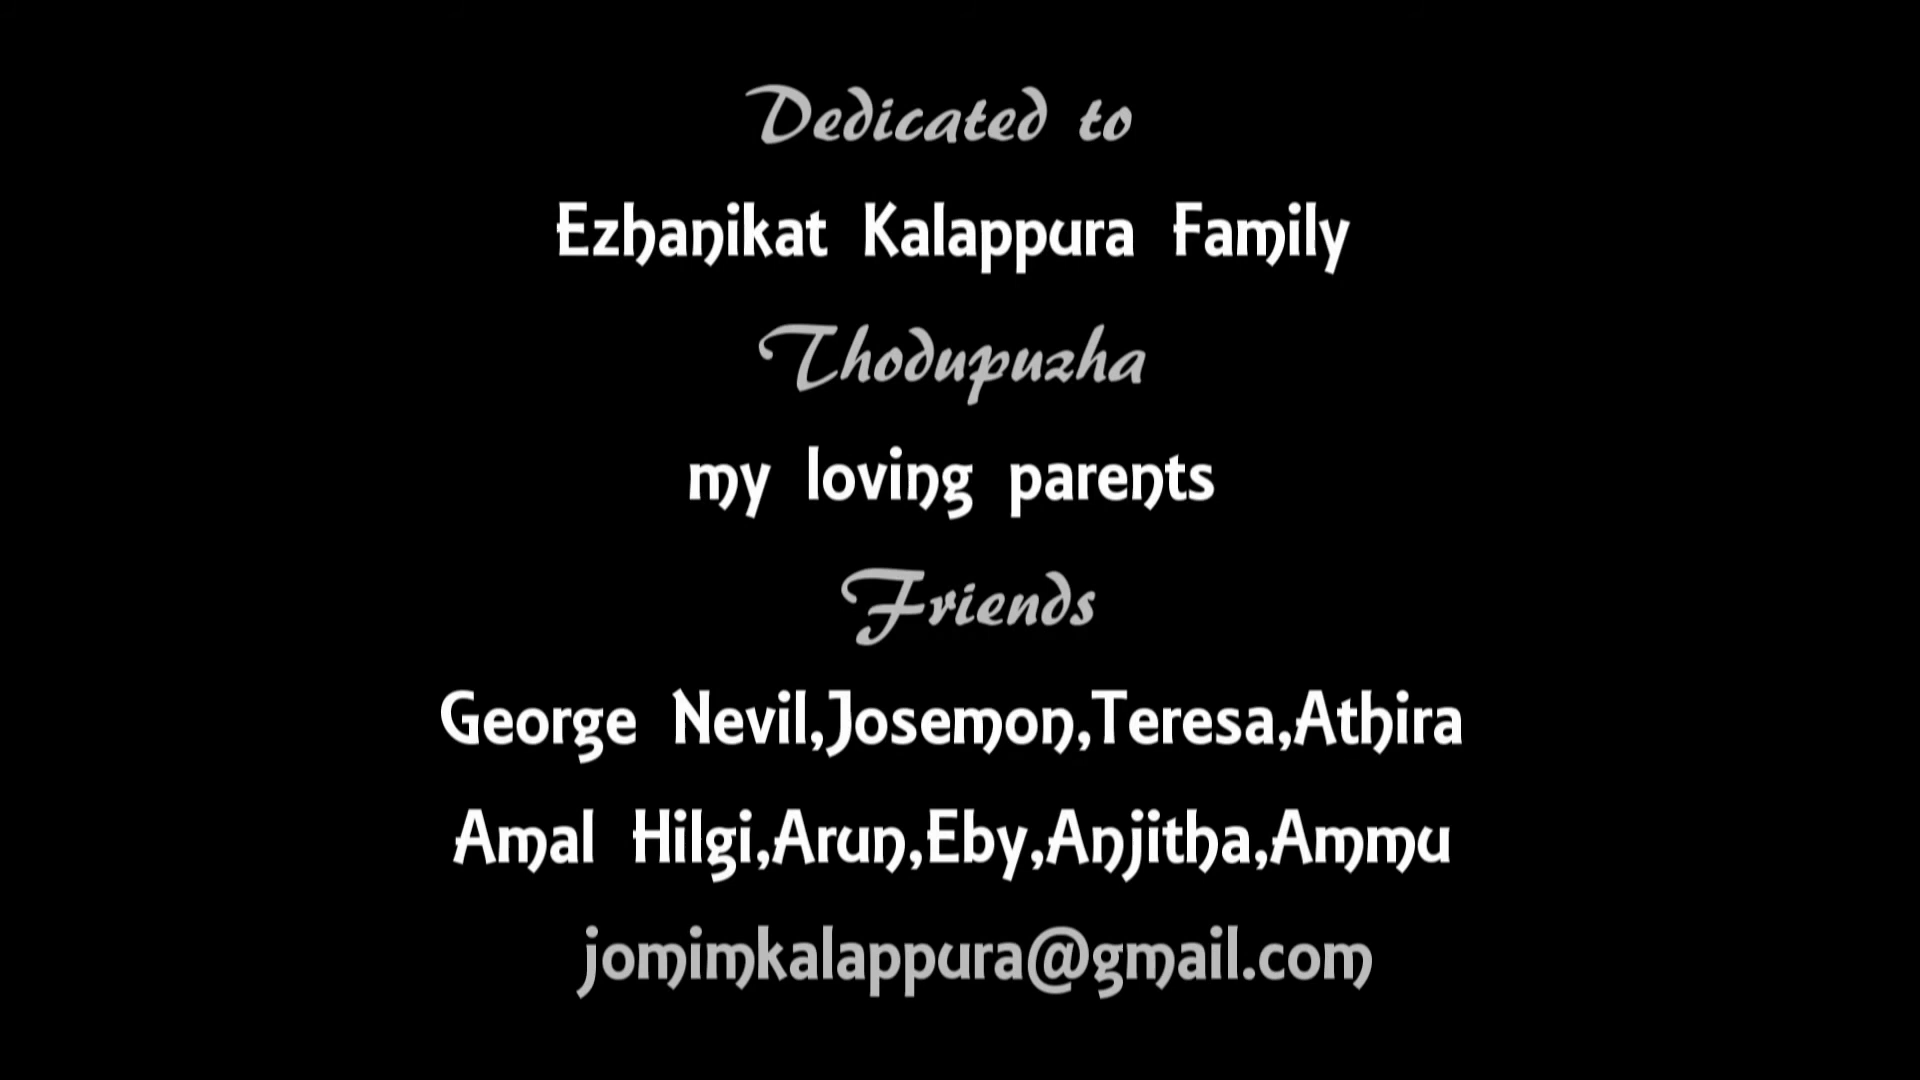 Dedicated to
Ezhanikat Kalappura Family
Thodupuzha
my loving parents
Friends
George Nevil,Josemon,Teresa,Athira
Amal Hilgi,Arun,Eby,Anjitha,Ammu
jomimkalappura@gmail.com